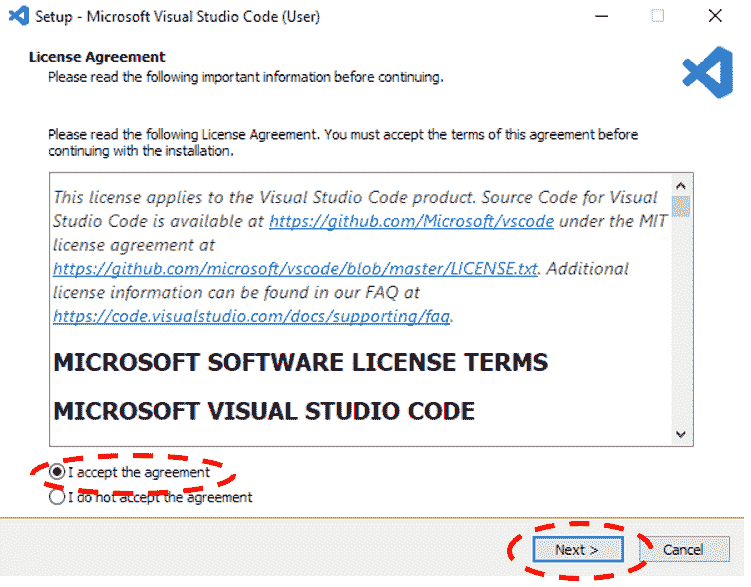 Setup - Microsoft Visual Studio Code (User)
License Agreement
Please read the following important information before continuing.
Please read the following License Agreement. You must accept the terms of this agreement before
continuing with the installation.
This license applies to the Visual Studio Code product. Source Code for Visual
Studio Code is available at https://github.com/Microsoft/vscode under the MIT
license agreement at
https://github.com/microsoft/vscode/blob/master/LICENSE.txt. Additional
license information can be found in our FAQ at
https://code.visualstudio.com/docs/supporting/faq.
MICROSOFT SOFTWARE LICENSE TERMS
MICROSOFT VISUAL STUDIO CODE
I accept the agreement
I do not accept the agreement
Next >
Cancel